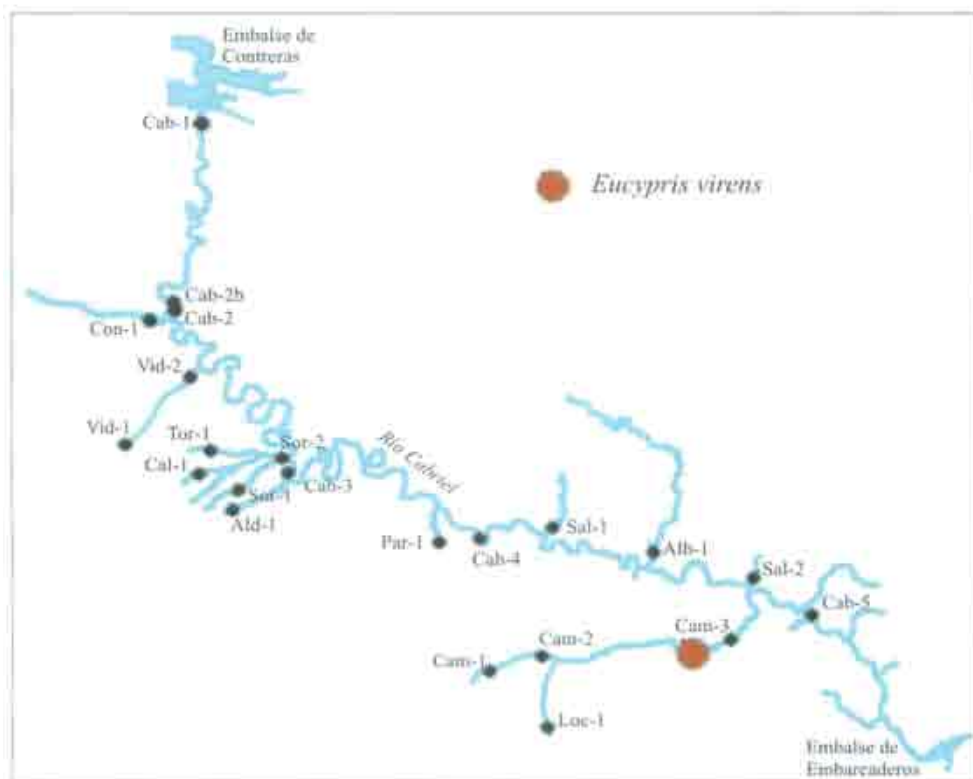 Embalse de
Contreras
Cab-1
Eucypris virens
Cab-2b
Cab-2
Con-1
Vid-2
Vid-1
Tor-1
Sor-2
Río Cabriel
Cal-1
Cab-3
Sor-1
Ald-1
Par-1
Cab-4
Sal-1
Alb-1
Sal-2
Cab-5
Cam-3
Cam-2
Cam-1
Loc-1
Embalse de
Embarcaderos